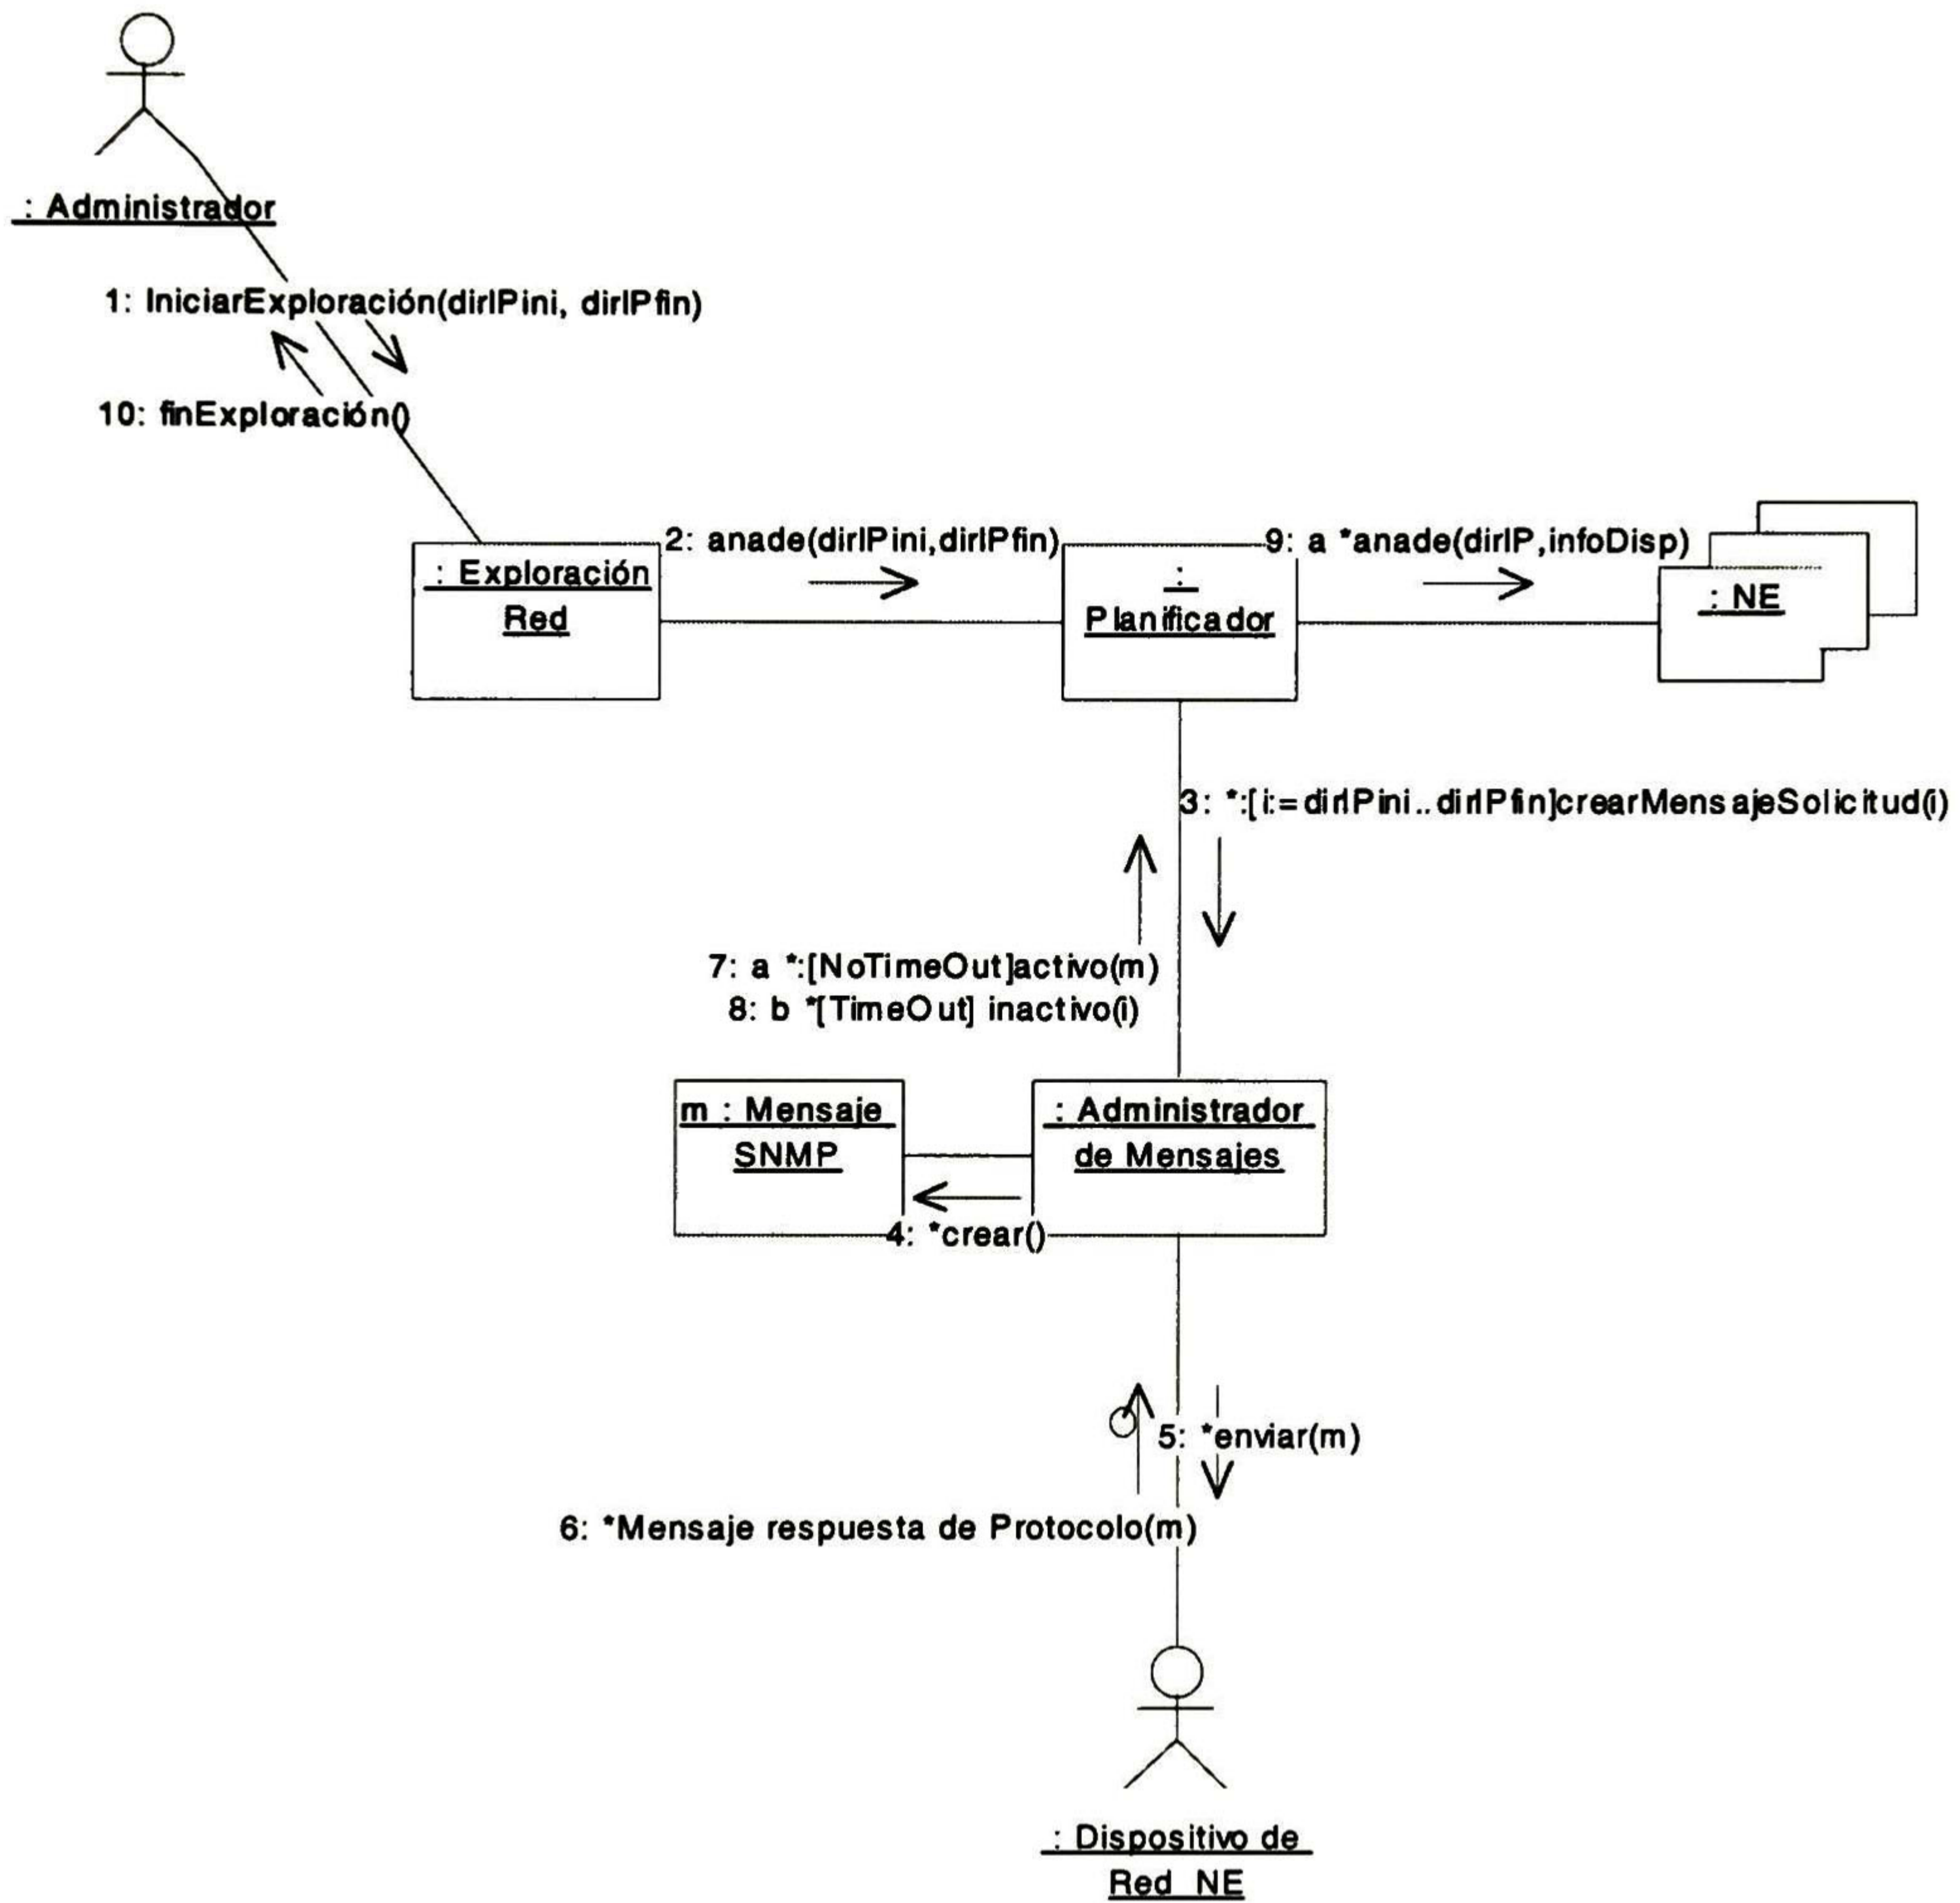 : Administrador
1: IniciarExploración(dirIPini, dirIPfin)
10: finExploración()
2: anade(dirIPini,dirIPfin)
9: a *anade(dirIP,infoDisp)
: Exploración
Red
:
Planificador
: NE
3: *:[i:=dirIPini..dirIPfin]crearMensajeSolicitud(i)
7: a *:[NoTimeOut]activo(m)
8: b *[TimeOut] inactivo(i)
m : Mensaje
SNMP
: Administrador
de Mensajes
4: *crear()
5: *enviar(m)
6: *Mensaje respuesta de Protocolo(m)
: Dispositivo de
Red NE